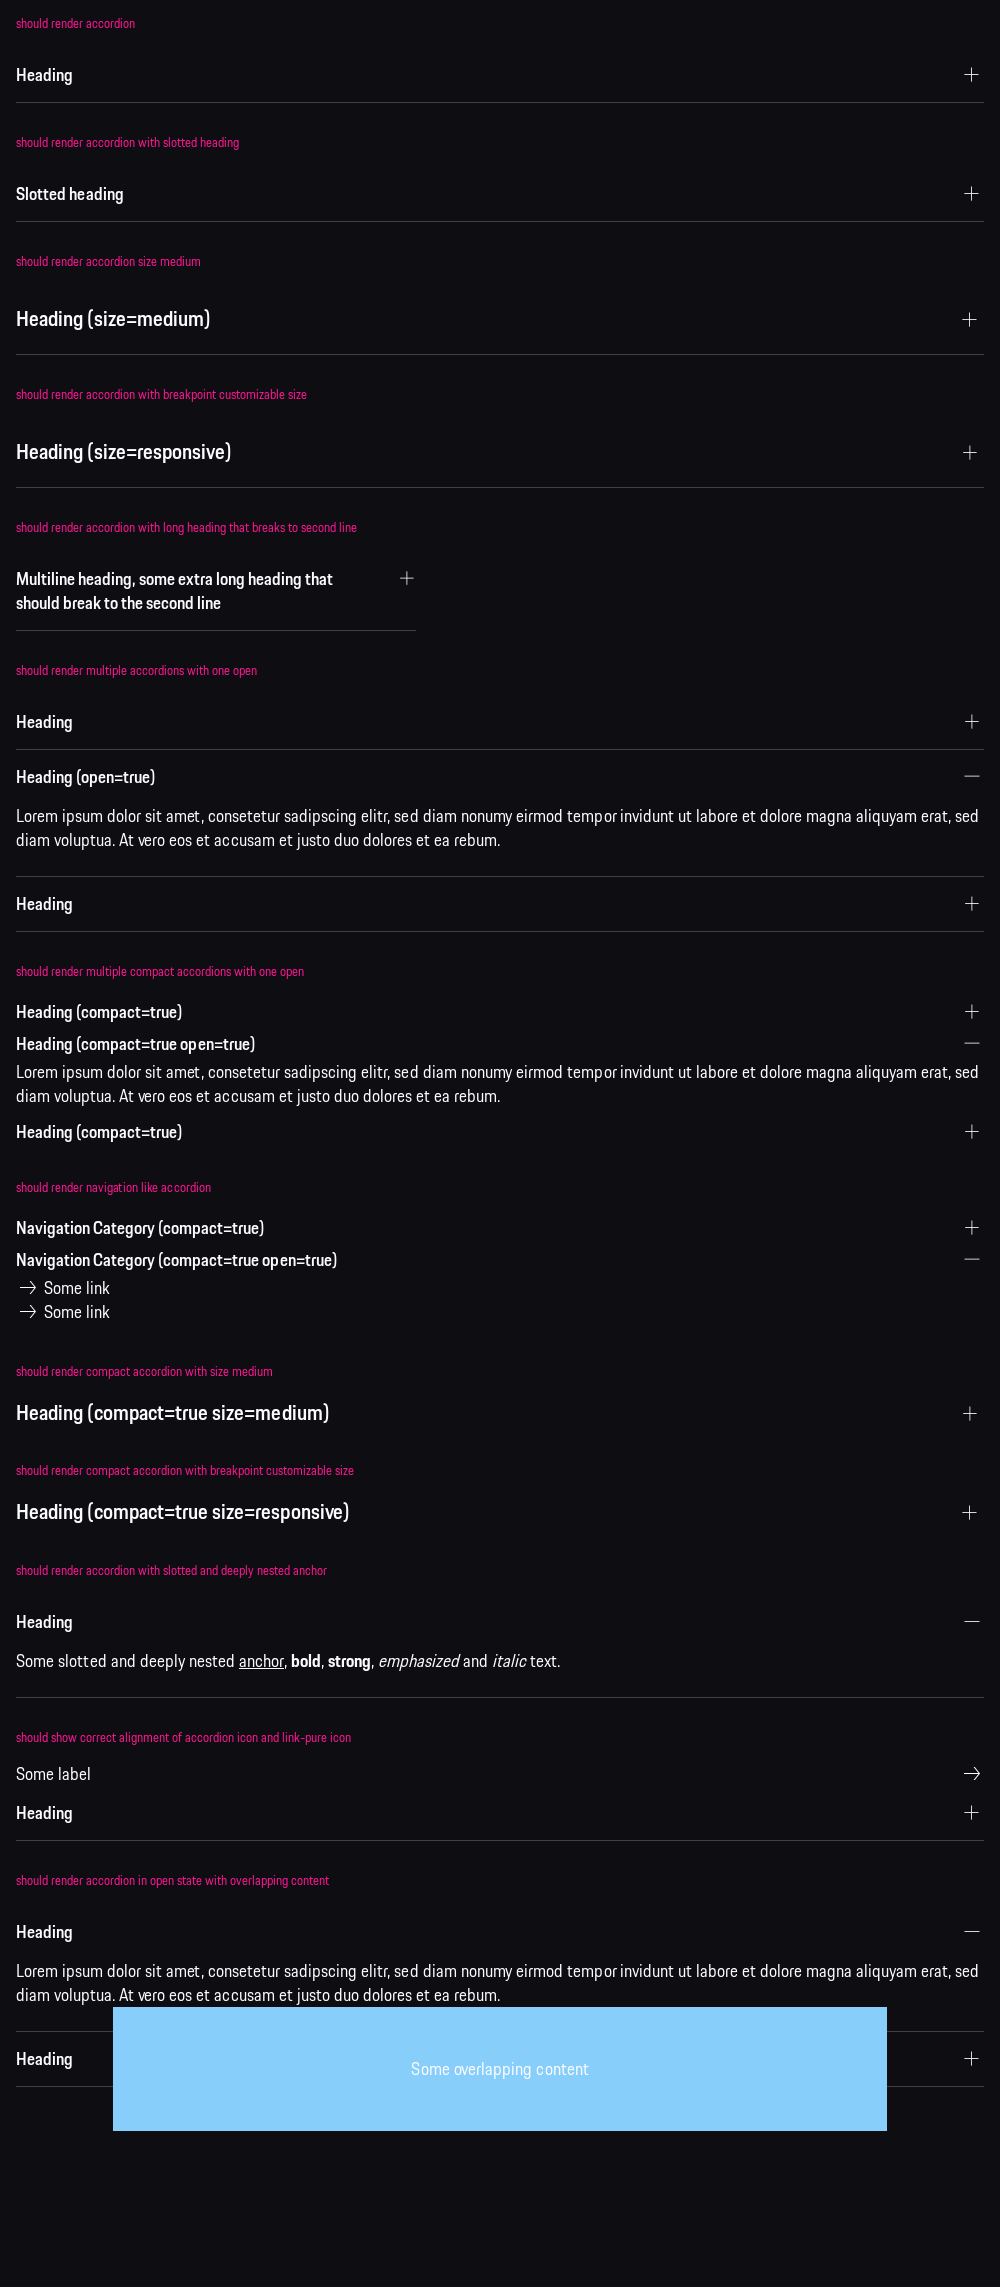 should render accordion
Heading
should render accordion with slotted heading
Slotted heading
should render accordion size medium
Heading (size=medium)
should render accordion with breakpoint customizable size
Heading (size=responsive)
should render accordion with long heading that breaks to second line
Multiline heading, some extra long heading that
should break to the second line
should render multiple accordions with one open
Heading
Heading (open=true)
Lorem ipsum dolor sit amet, consetetur sadipscing elitr, sed diam nonumy eirmod tempor invidunt ut labore et dolore magna aliquyam erat, sed
diam voluptua. At vero eos et accusam et justo duo dolores et ea rebum.
Heading
should render multiple compact accordions with one open
Heading (compact=true)
Heading (compact=true open=true)
Lorem ipsum dolor sit amet, consetetur sadipscing elitr, sed diam nonumy eirmod tempor invidunt ut labore et dolore magna aliquyam erat, sed
diam voluptua. At vero eos et accusam et justo duo dolores et ea rebum.
Heading (compact=true)
should render navigation like accordion
Navigation Category (compact=true)
Navigation Category (compact=true open=true)
Some link
Some link
should render compact accordion with size medium
Heading (compact=true size=medium)
should render compact accordion with breakpoint customizable size
Heading (compact=true size=responsive)
should render accordion with slotted and deeply nested anchor
Heading
Some slotted and deeply nested anchor, bold, strong, emphasized and italic text.
should show correct alignment of accordion icon and link-pure icon
Some label
Heading
should render accordion in open state with overlapping content
Heading
Lorem ipsum dolor sit amet, consetetur sadipscing elitr, sed diam nonumy eirmod tempor invidunt ut labore et dolore magna aliquyam erat, sed
diam voluptua. At vero eos et accusam et justo duo dolores et ea rebum.
Heading
Some overlapping content